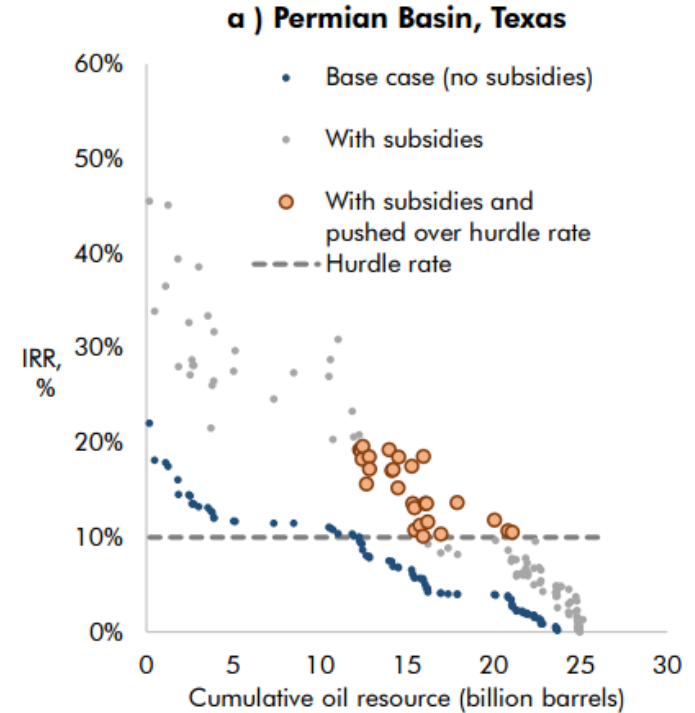 a ) Permian Basin, Texas
60%
Base case (no subsidies)
With subsidies
50%
With subsidies and
pushed over hurdle rate
40%
Hurdle rate
30%
IRR,
%
20%
10%
0%
0 5 10 15 20 25 30
Cumulative oil resource (billion barrels)